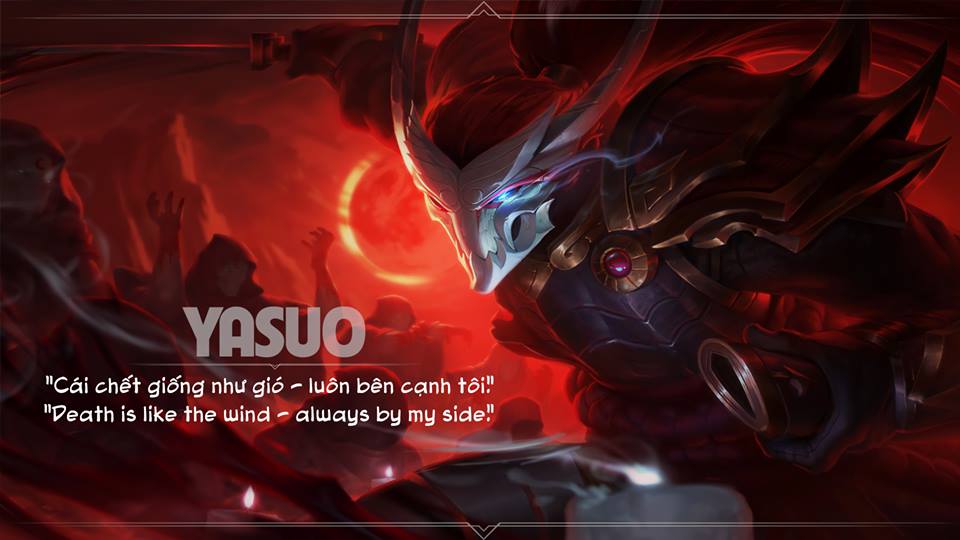 YASUO
"Cái chết giống như gió - luôn bên cạnh tôi."
"Death is like the wind - always by my side."